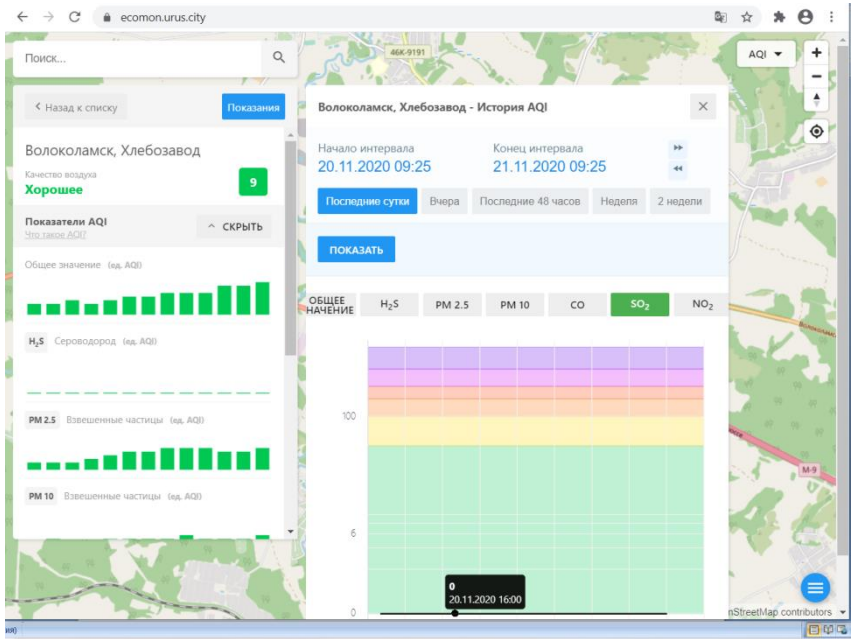 ecomon.urus.city
Поиск...
46К-9191
AQI
Назад к списку
Показания
Волоколамск, Хлебозавод - История AQI
Волоколамск, Хлебозавод
Качество воздуха
Хорошее
9
Начало интервала
Конец интервала
20.11.2020 09:25
21.11.2020 09:25
Последние сутки
Вчера
Последние 48 часов
Неделя
2 недели
Показатели AQI
Что такое AQI?
СКРЫТЬ
ПОКАЗАТЬ
Общее значение (ед. AQI)
ОБЩЕЕ ЗНАЧЕНИЕ
H₂S
PM 2.5
PM 10
CO
SO₂
NO₂
H₂S Сероводород (ед. AQI)
100
PM 2.5 Взвешенные частицы (ед. AQI)
М-9
PM 10 Взвешенные частицы (ед. AQI)
6
0
20.11.2020 16:00
0
nStreetMap contributors